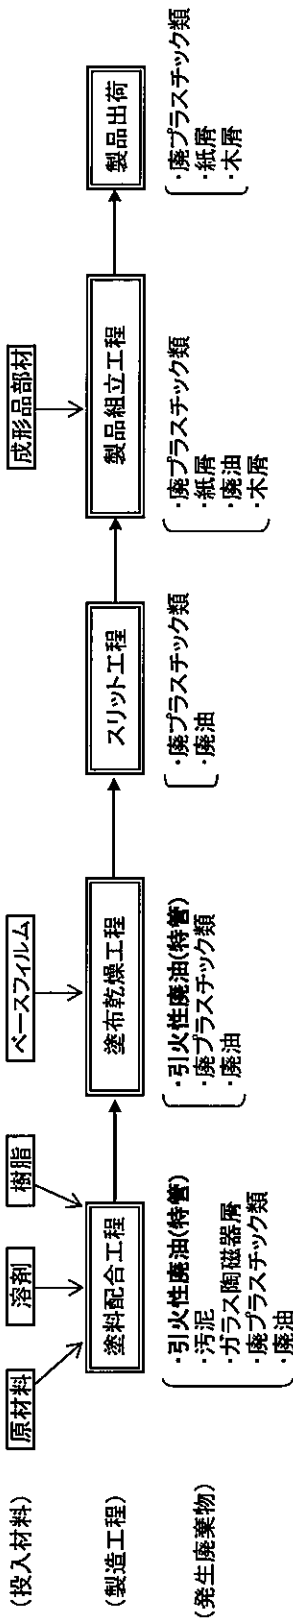 (投入材料)
原材料
溶剤
樹脂
ベースフィルム
成形品部材
(製造工程)
塗料配合工程
塗布乾燥工程
スリット工程
製品組立工程
製品出荷
(発生廃棄物)
・引火性廃油(特管)
・汚泥
・ガラス陶磁器屑
・廃プラスチック類
・廃油
・引火性廃油(特管)
・廃プラスチック類
・廃油
・廃プラスチック類
・廃油
・廃プラスチック類
・紙屑
・廃油
・木屑
・廃プラスチック類
・紙屑
・木屑